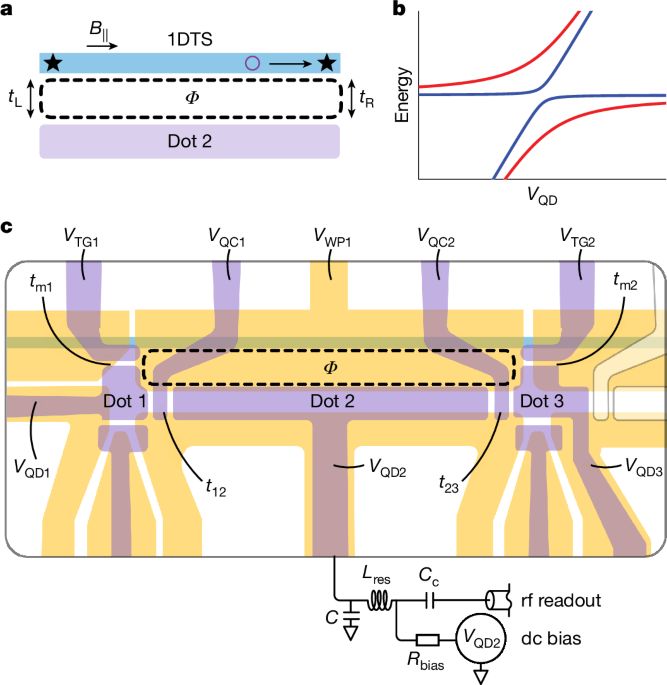 a
B||
1DTS
tL
Φ
tR
Dot 2
b
Energy
VQD
c
VTG1
VQC1
VWP1
VQC2
VTG2
tm1
tm2
Φ
Dot 1
Dot 2
Dot 3
VQD1
t12
VQD2
t23
VQD3
Lres
Cc
C
rf readout
VQD2
dc bias
Rbias